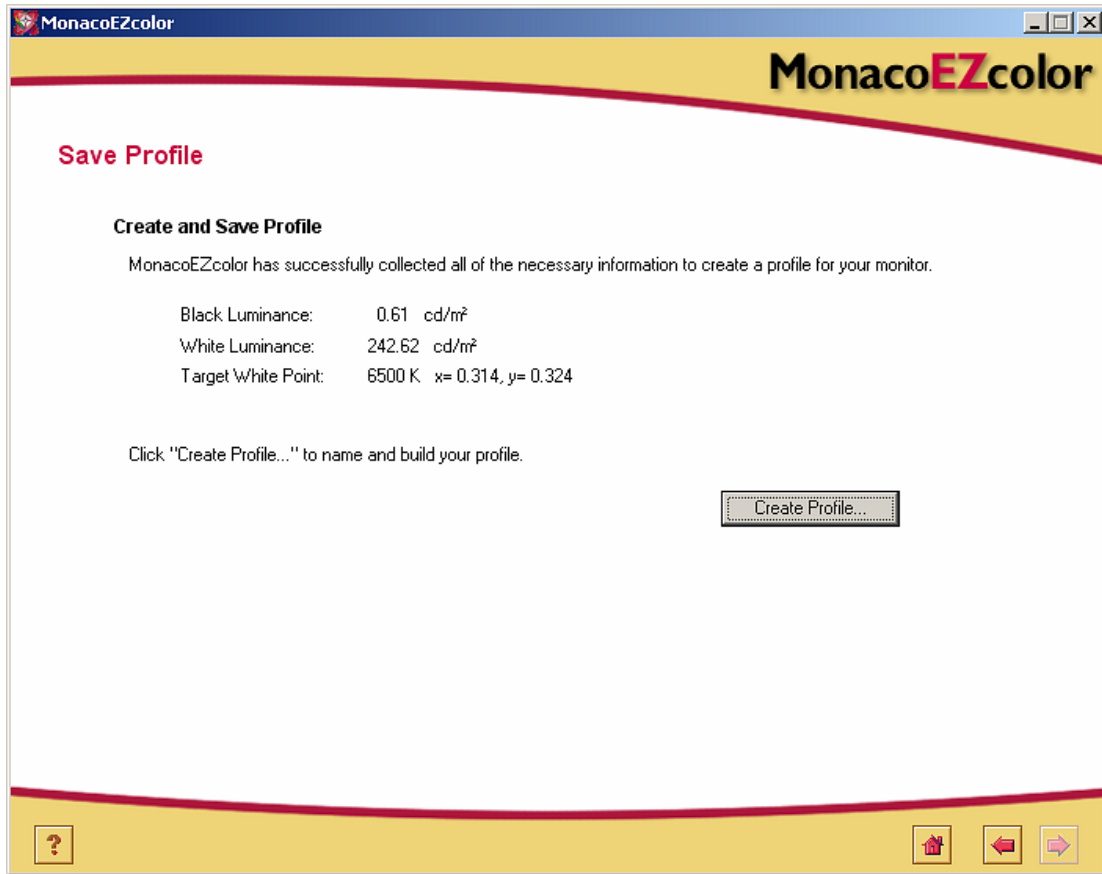 MonacoEZcolor
MonacoEZcolor
Save Profile
Create and Save Profile
MonacoEZcolor has successfully collected all of the necessary information to create a profile for your monitor.
Black Luminance: 0.61 cd/m²
White Luminance: 242.62 cd/m²
Target White Point: 6500 K x= 0.314, y= 0.324
Click "Create Profile..." to name and build your profile.
Create Profile...
?